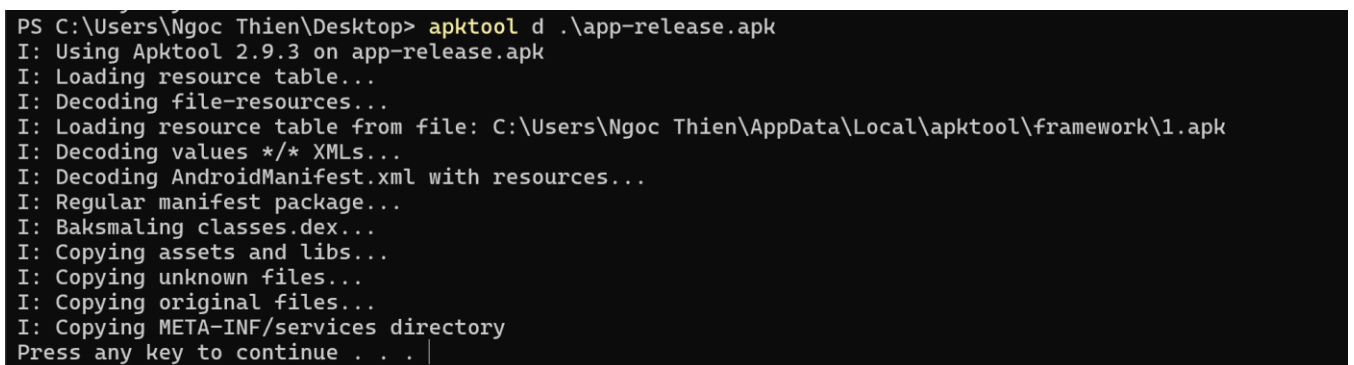 PS C:\Users\Ngoc Thien\Desktop> apktool d .\app-release.apk
I: Using Apktool 2.9.3 on app-release.apk
I: Loading resource table...
I: Decoding file-resources...
I: Loading resource table from file: C:\Users\Ngoc Thien\AppData\Local\apktool\framework\1.apk
I: Decoding values */* XMLs...
I: Decoding AndroidManifest.xml with resources...
I: Regular manifest package...
I: Baksmaling classes.dex...
I: Copying assets and libs...
I: Copying unknown files...
I: Copying original files...
I: Copying META-INF/services directory
Press any key to continue . . .